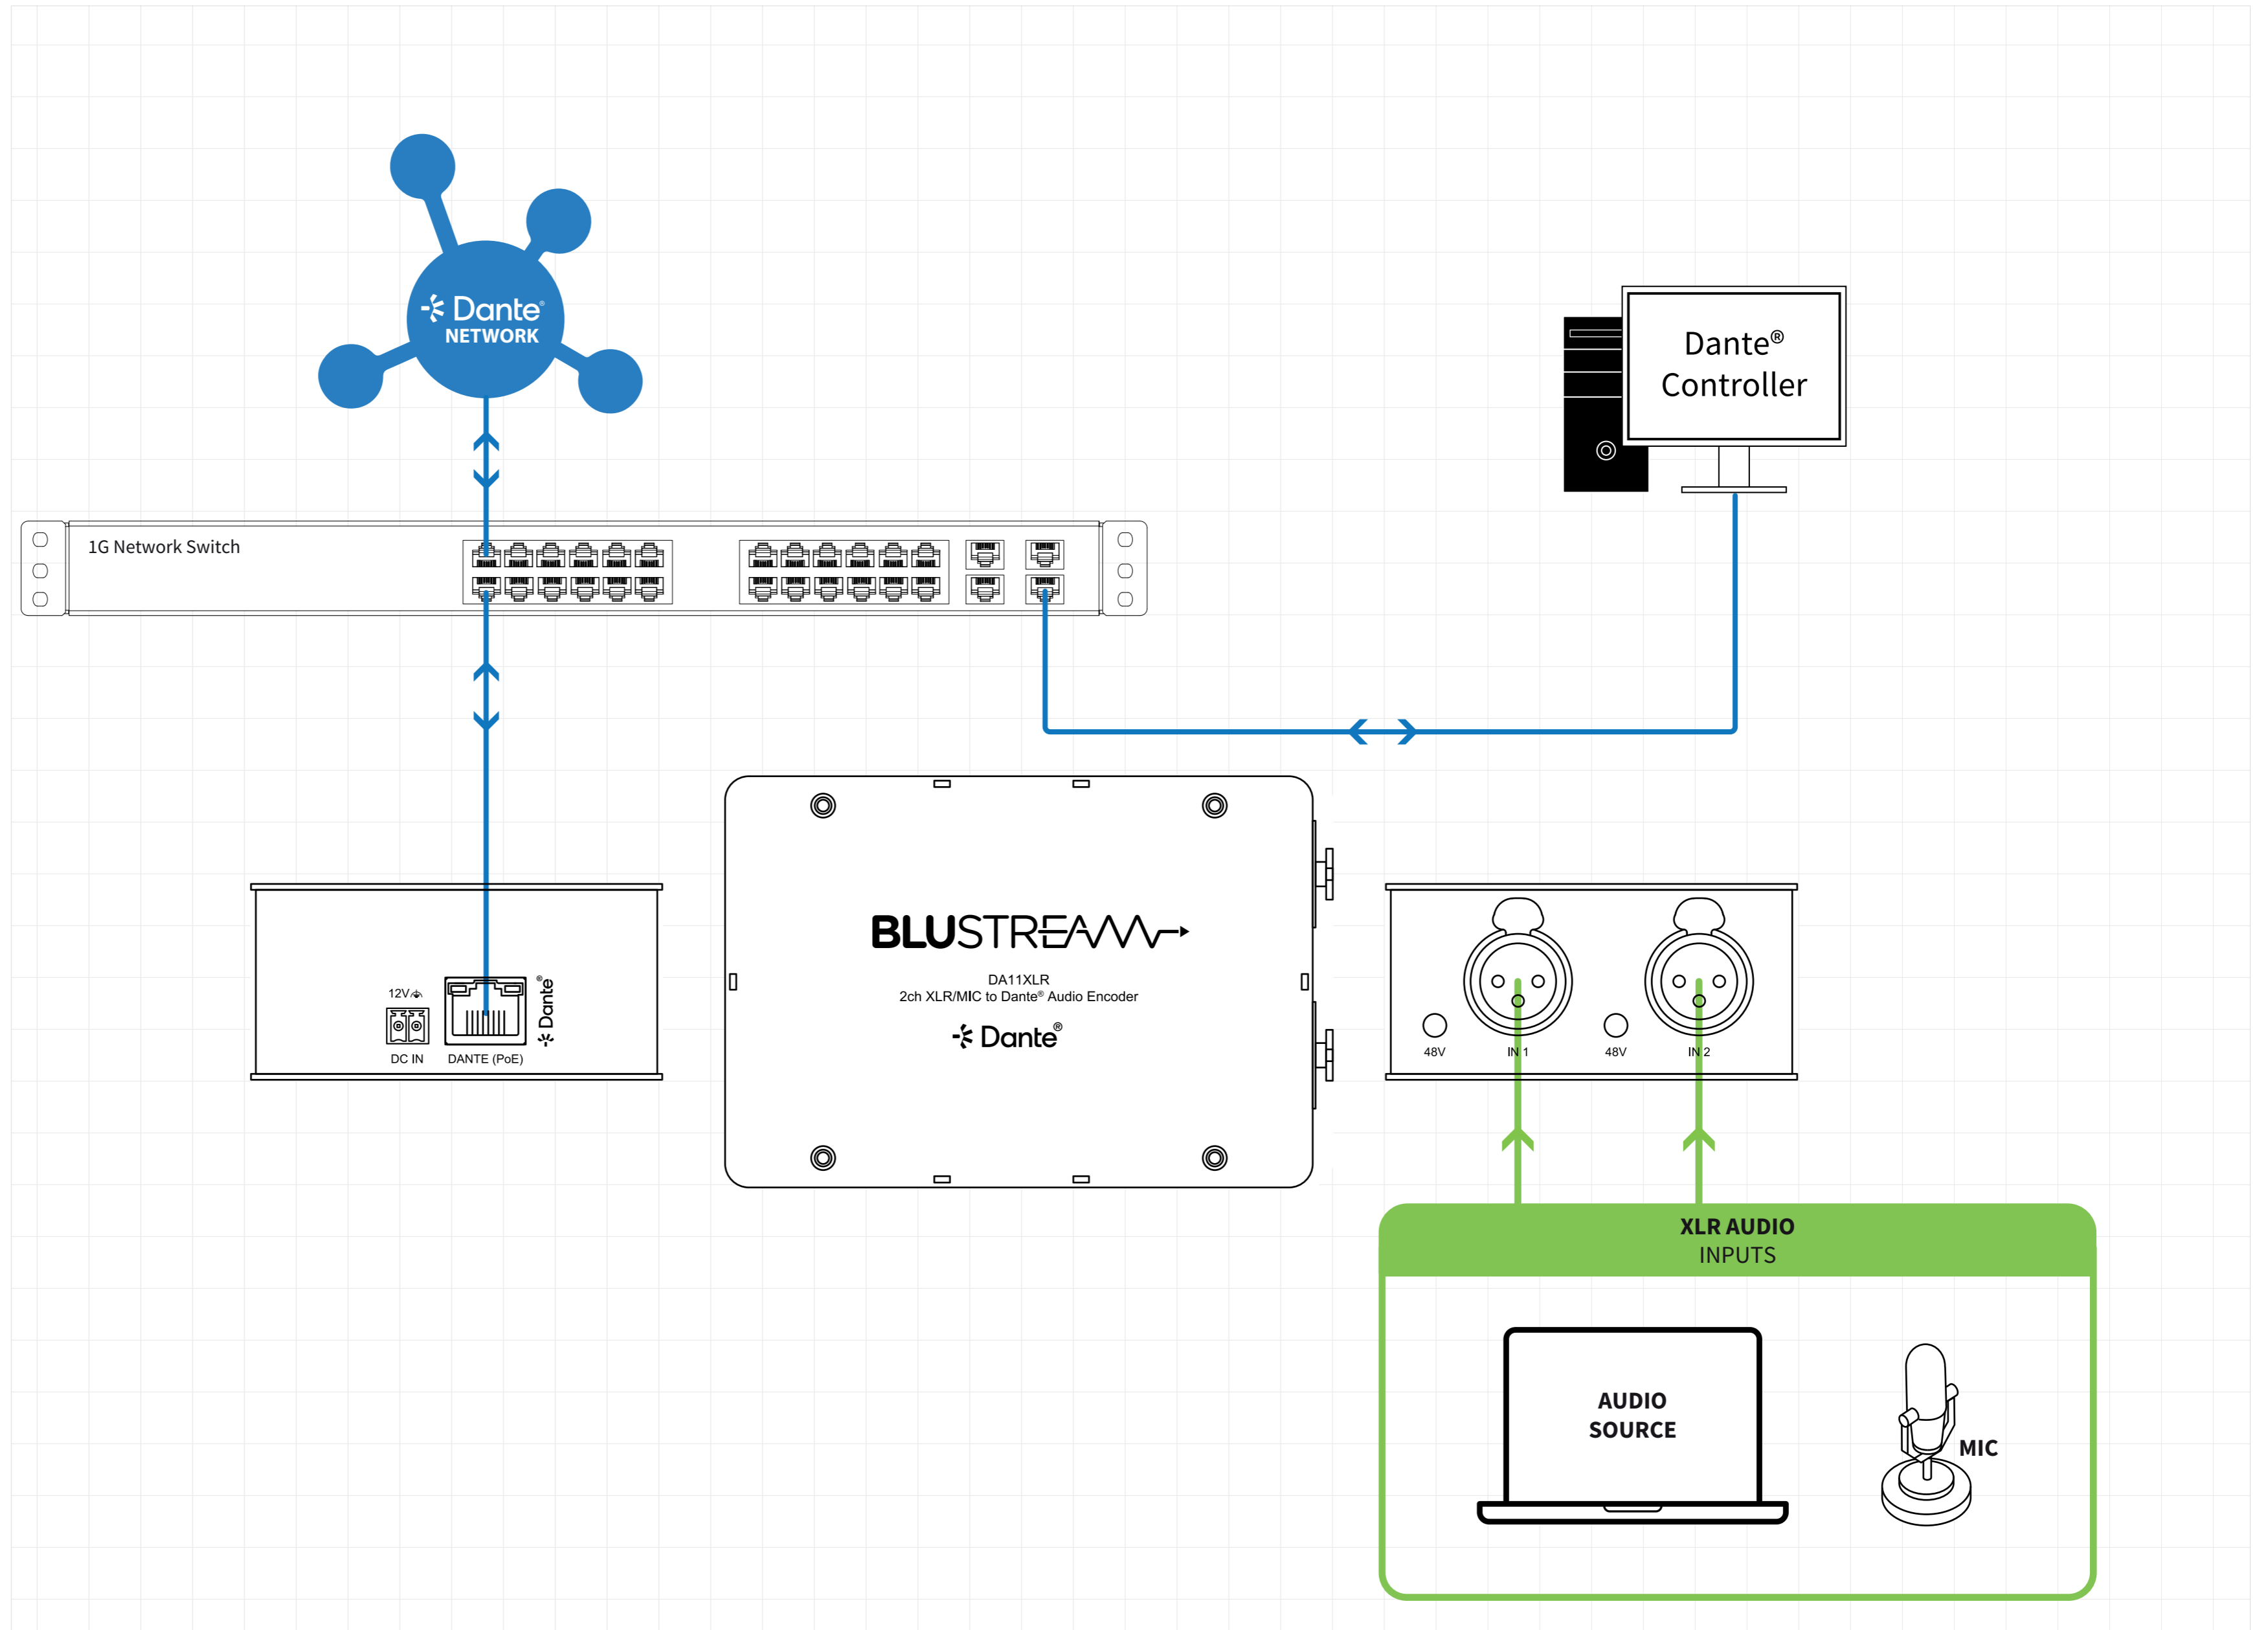 Dante®
NETWORK
Dante®
Controller
1G Network Switch
BLUSTREAM
DA11XLR
2ch XLR/MIC to Dante® Audio Encoder
Dante®
12V
DC IN
DANTE (PoE)
Dante®
48V
IN 1
48V
IN 2
XLR AUDIO
INPUTS
AUDIO
SOURCE
MIC